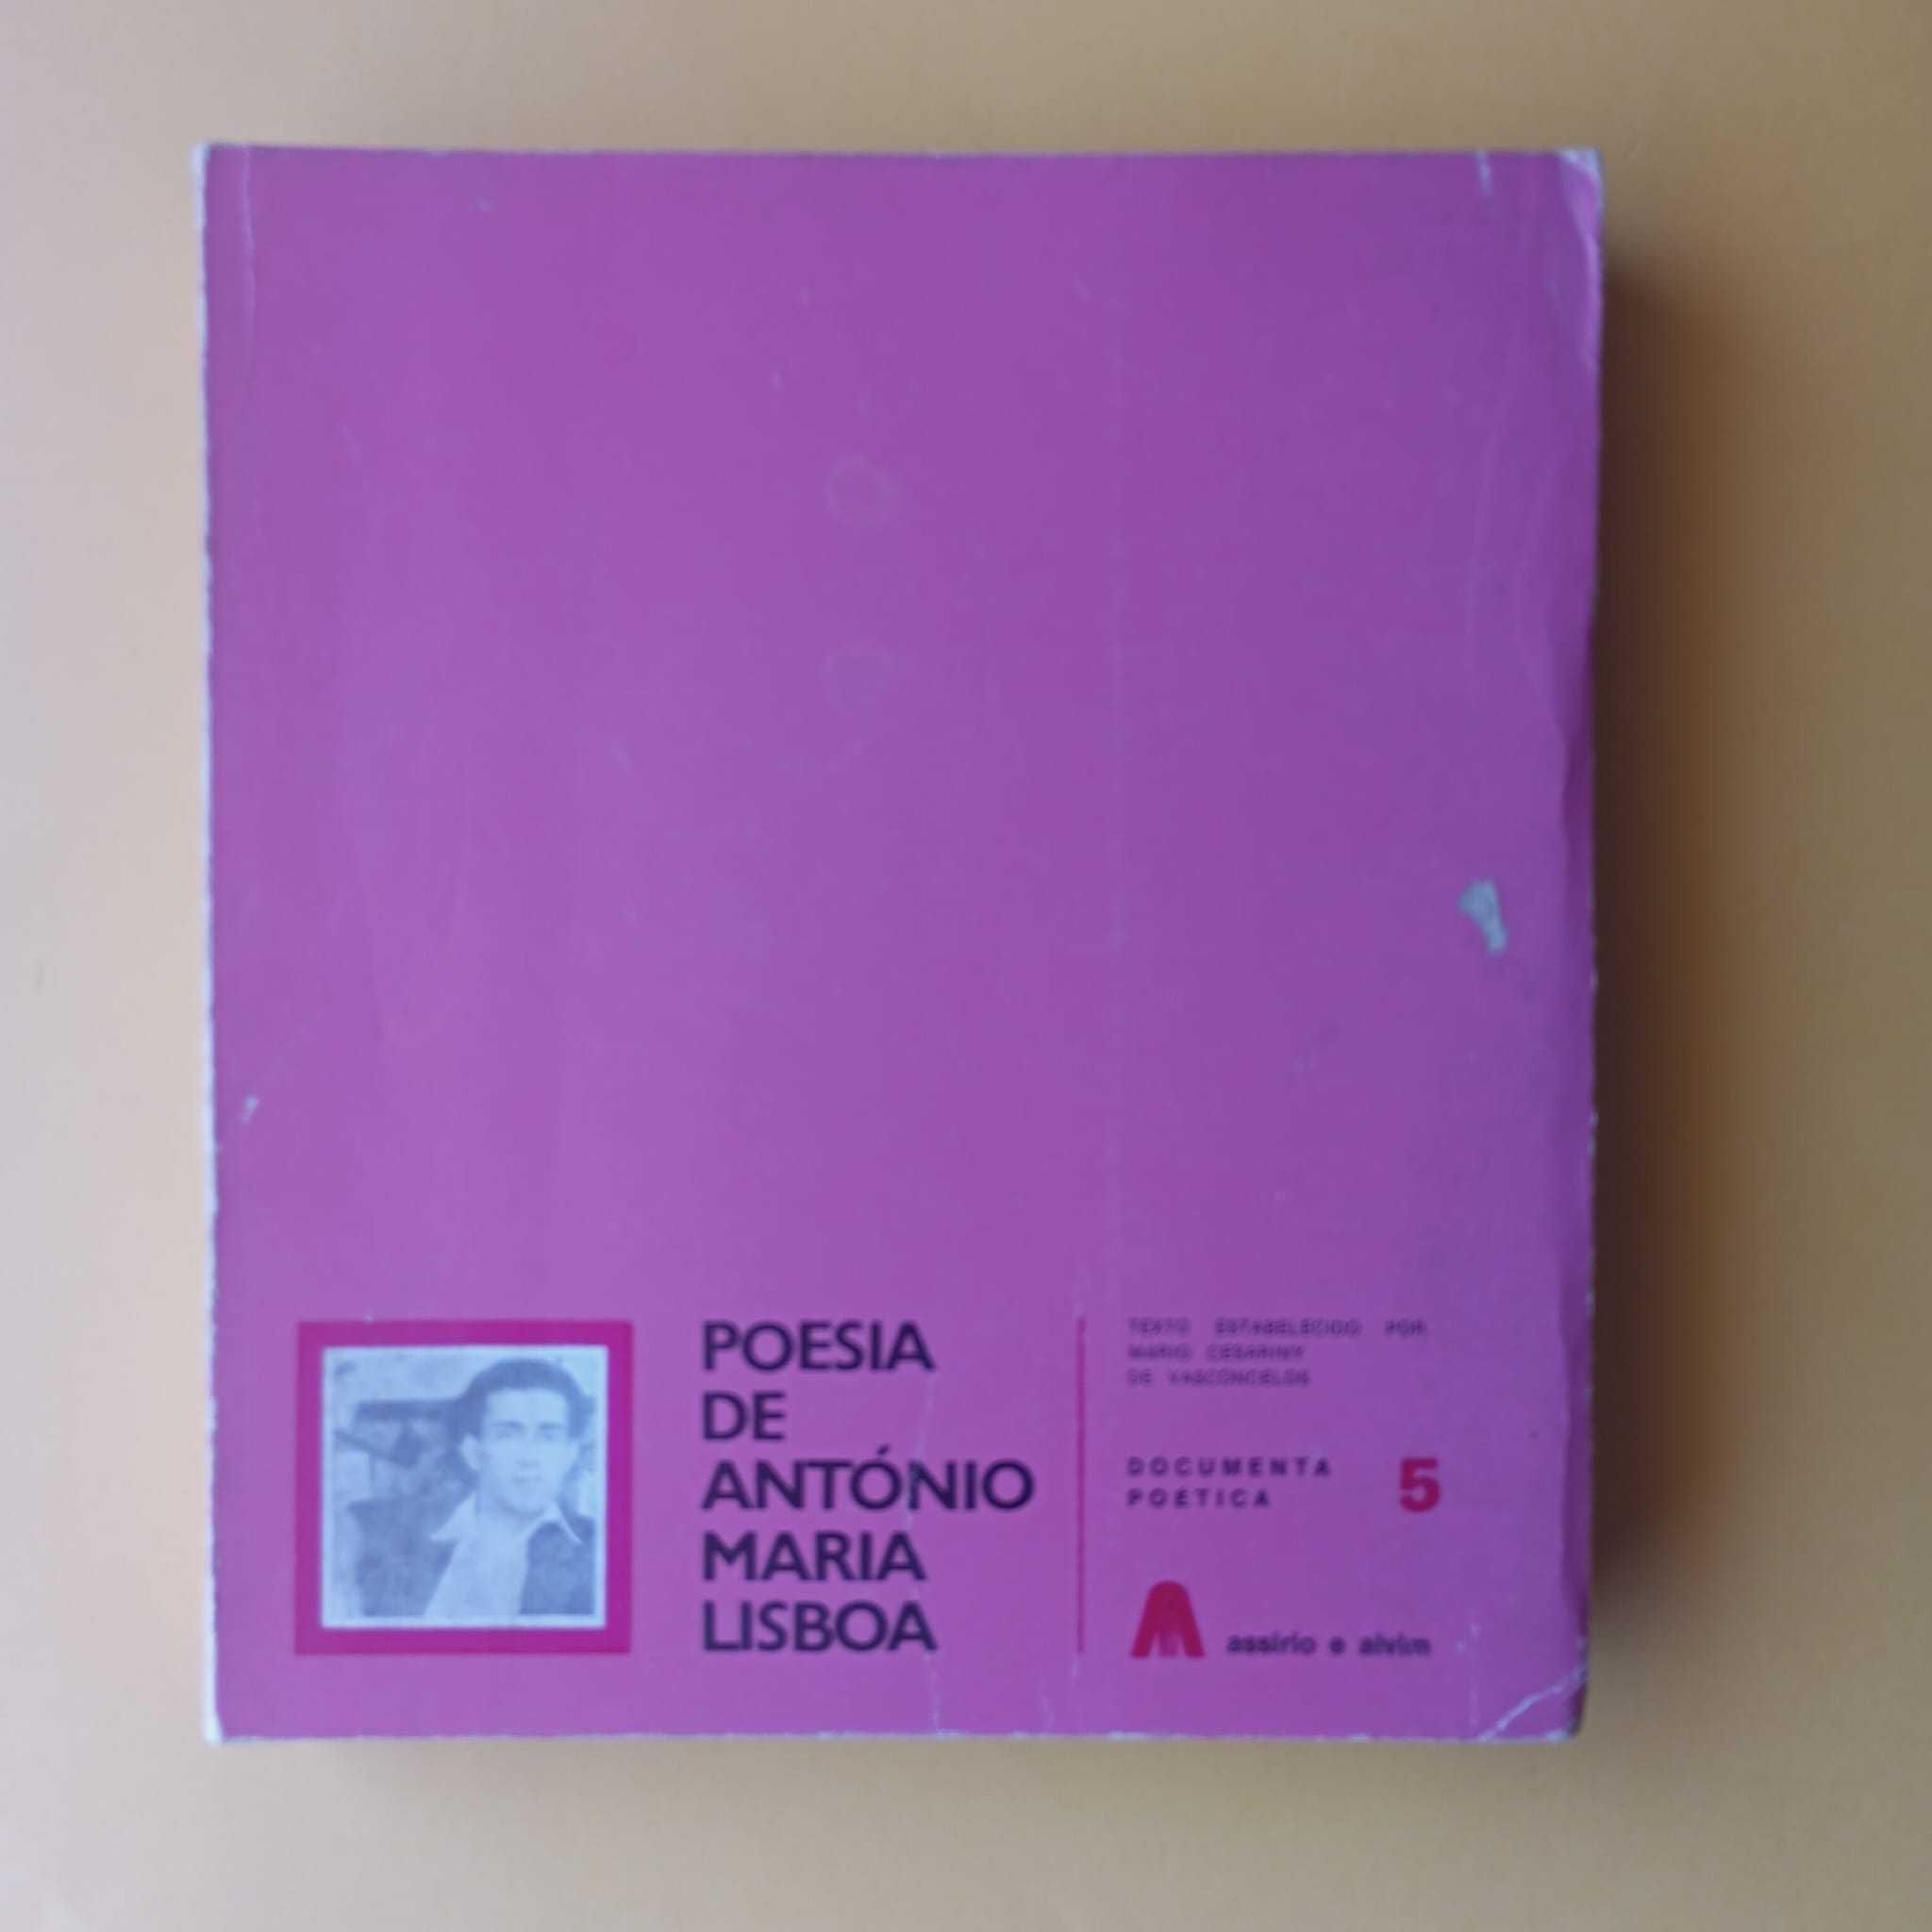 POESIA
DE
ANTÓNIO
MARIA
LISBOA
TEXTO ESTABELECIDO POR
MARIO CESARINY
DE VASCONCELOS
DOCUMENTA
POETICA
5
assírio e alvim